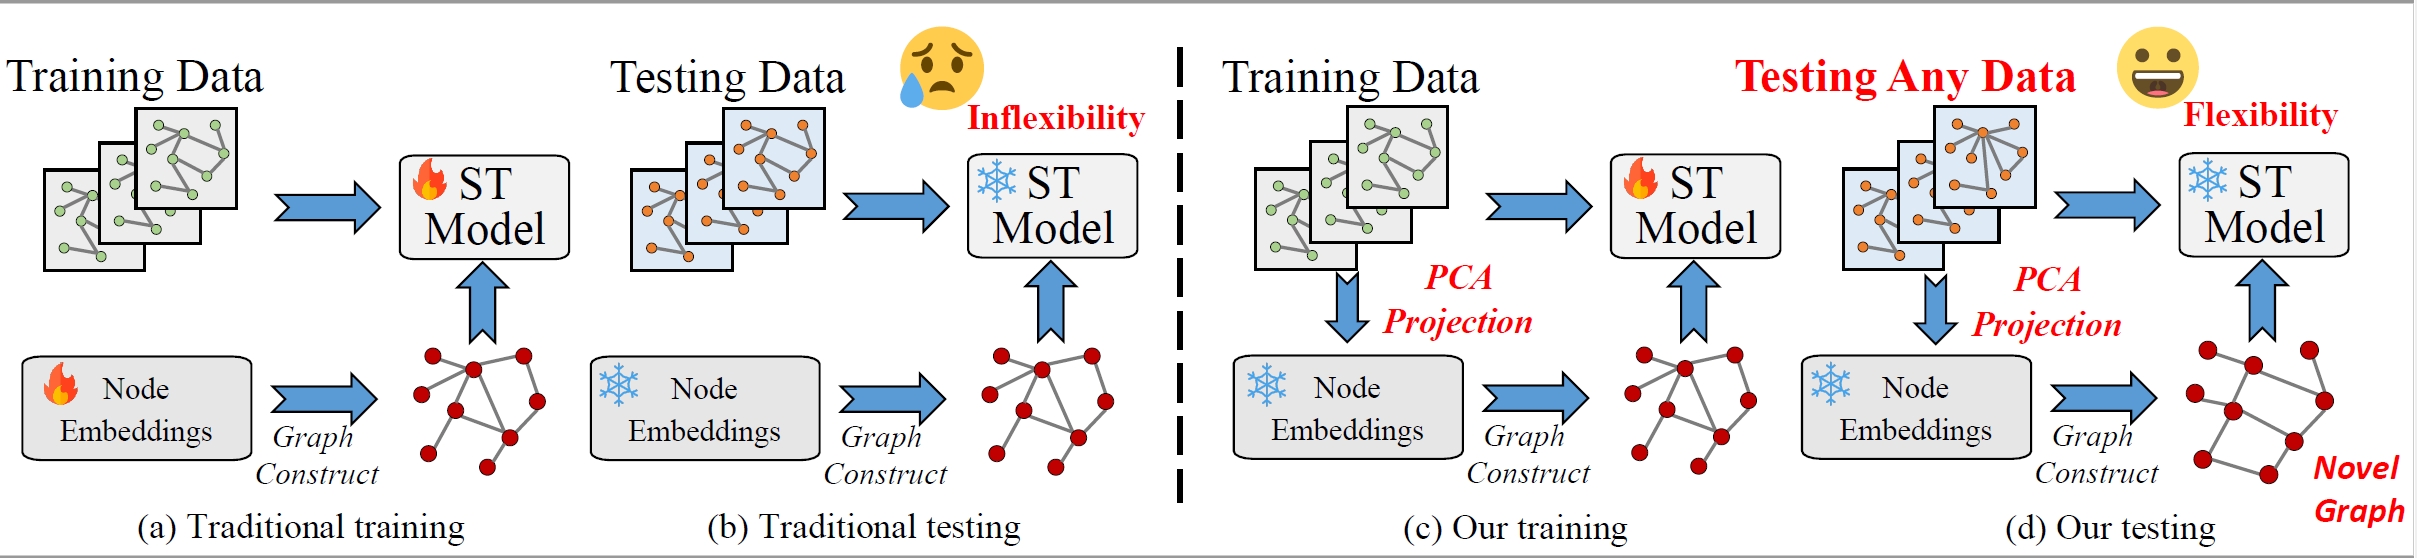 Training Data
ST
Model
Node
Embeddings
Graph
Construct
(a) Traditional training
Testing Data
Inflexibility
ST
Model
Node
Embeddings
Graph
Construct
(b) Traditional testing
Training Data
ST
Model
PCA
Projection
Node
Embeddings
Graph
Construct
(c) Our training
Testing Any Data
Flexibility
ST
Model
PCA
Projection
Node
Embeddings
Graph
Construct
Novel
Graph
(d) Our testing